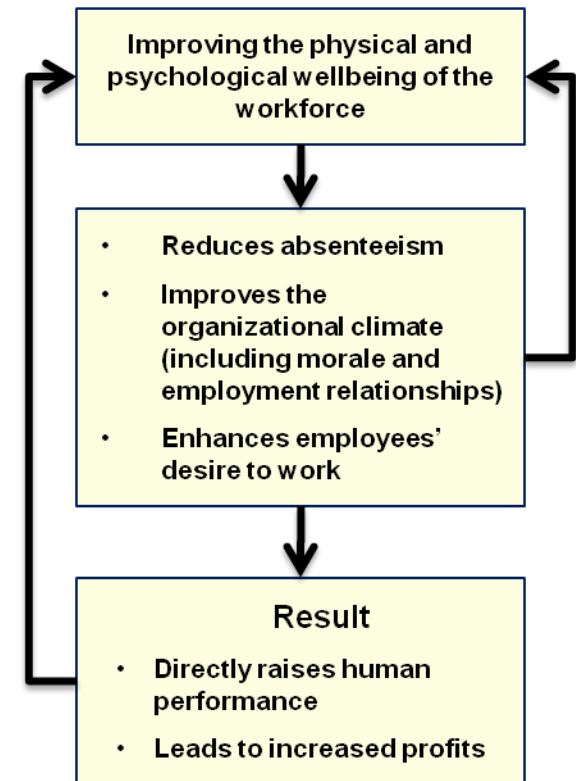 Improving the physical and
psychological wellbeing of the
workforce
• Reduces absenteeism
• Improves the
organizational climate
(including morale and
employment relationships)
• Enhances employees’
desire to work
Result
• Directly raises human
performance
• Leads to increased profits